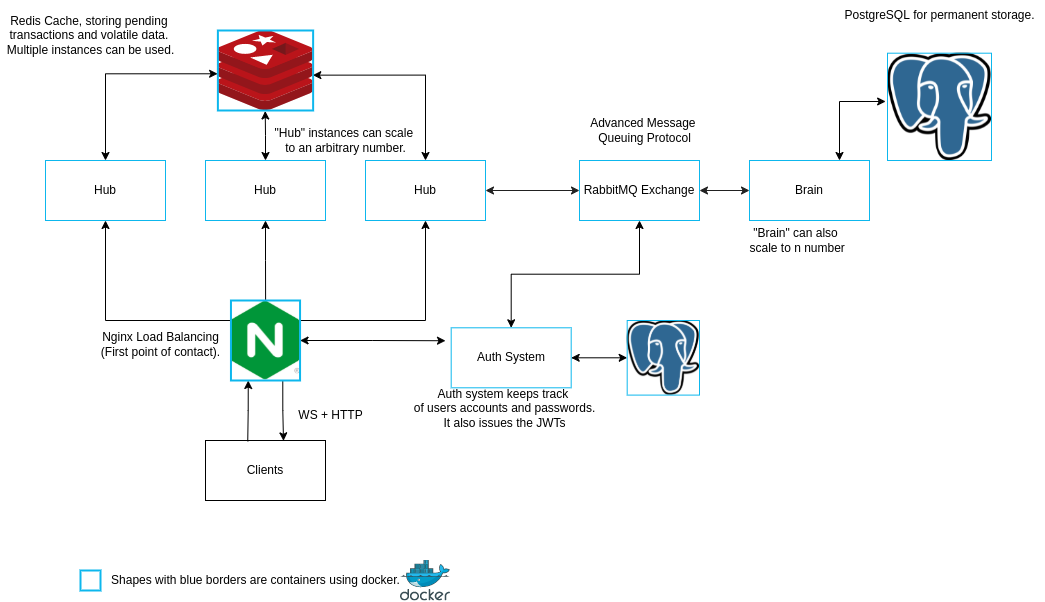 Redis Cache, storing pending
transactions and volatile data.
Multiple instances can be used.
PostgreSQL for permanent storage.
"Hub" instances can scale
to an arbitrary number.
Advanced Message
Queuing Protocol
Hub
Hub
Hub
RabbitMQ Exchange
Brain
"Brain" can also
scale to n number
Nginx Load Balancing
(First point of contact).
N
Auth System
Auth system keeps track
of users accounts and passwords.
It also issues the JWTs
WS + HTTP
Clients
Shapes with blue borders are containers using docker.
docker